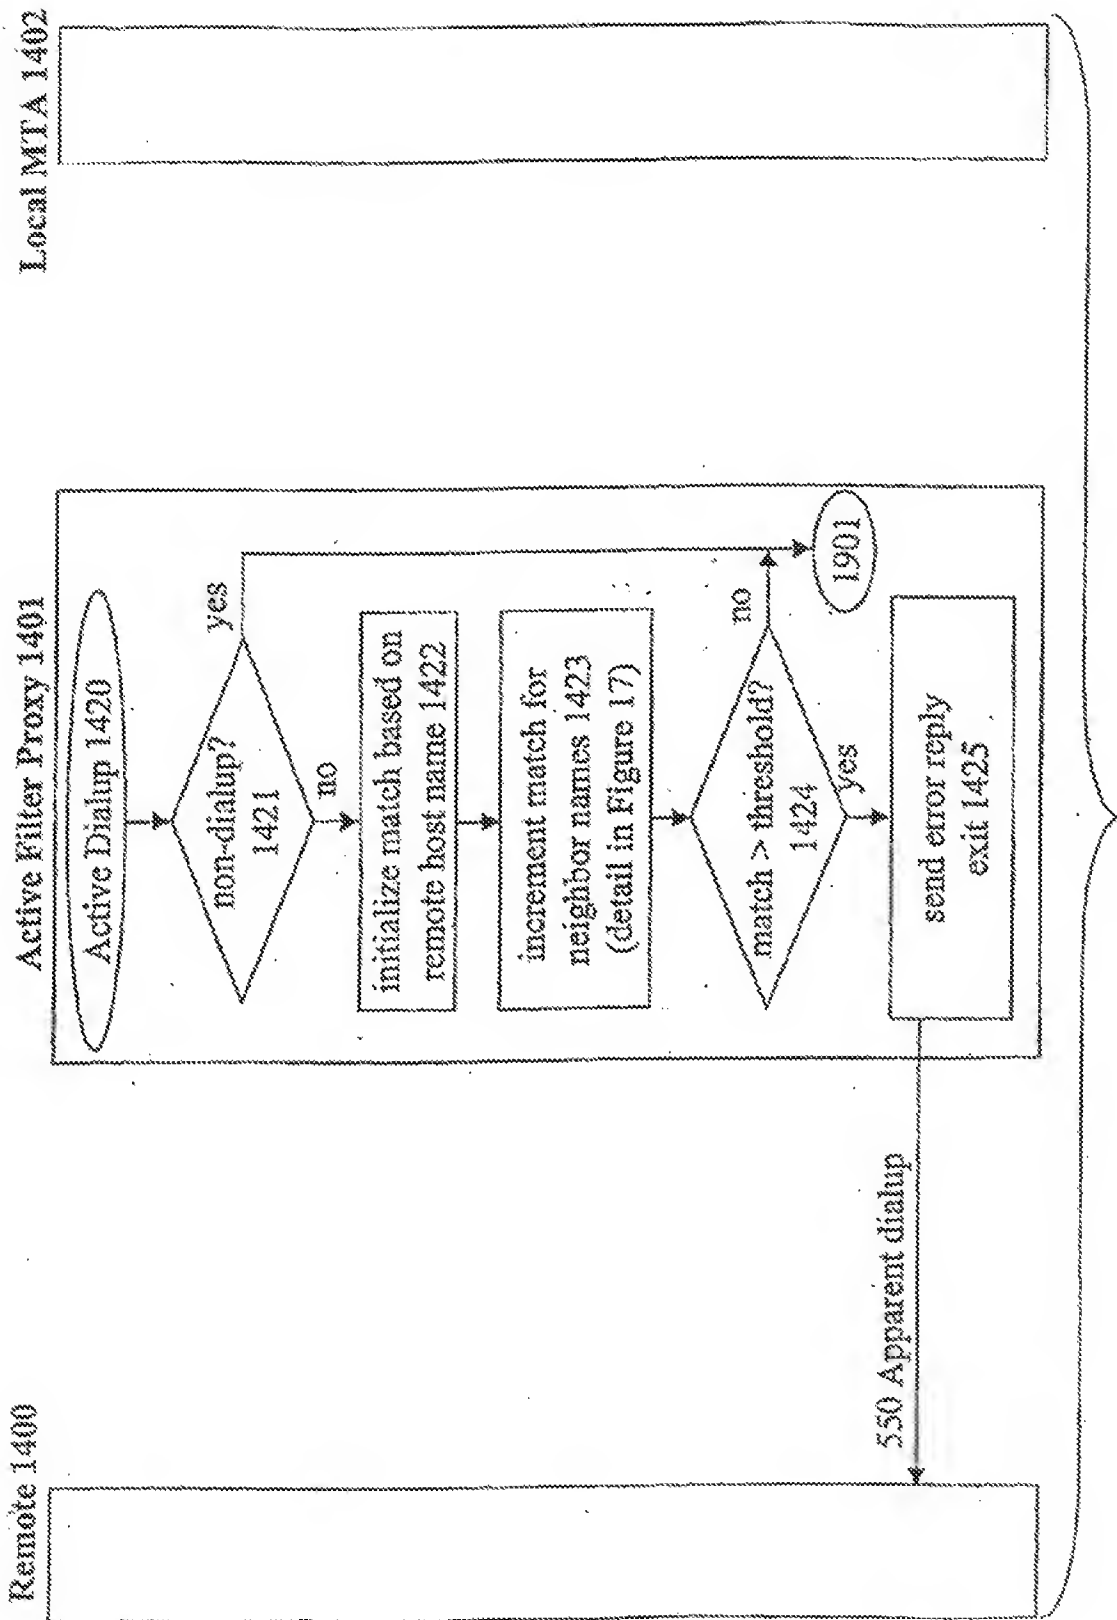 Remote 1400
Active Filter Proxy 1401
Local MTA 1402
Active Dialup 1420
non-dialup?
1421
yes
no
initialize match based on
remote host name 1422
increment match for
neighbor names 1423
(detail in Figure 17)
match > threshold?
1424
no
yes
1901
send error reply
exit 1425
550 Apparent dialup